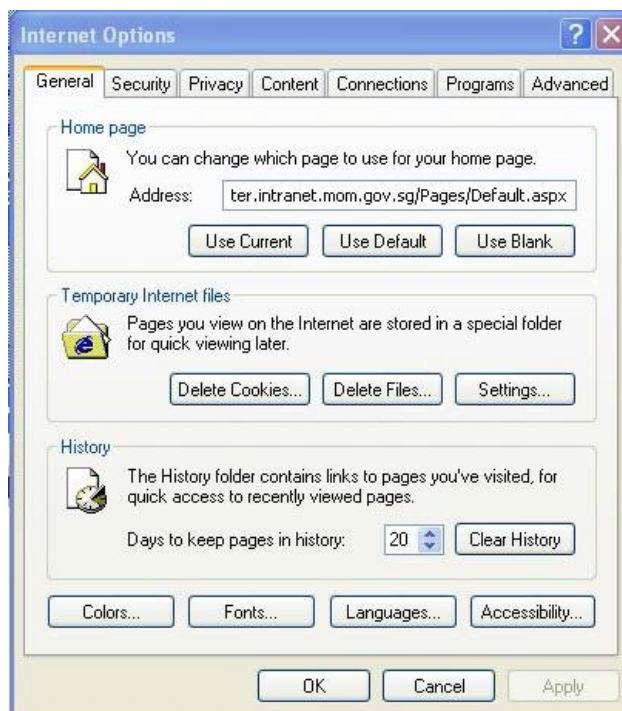 Internet Options
General Security Privacy Content Connections Programs Advanced
Home page
You can change which page to use for your home page.
Address: ter.intranet.mom.gov.sg/Pages/Default.aspx
Use Current Use Default Use Blank
Temporary Internet files
Pages you view on the Internet are stored in a special folder
for quick viewing later.
Delete Cookies... Delete Files... Settings...
History
The History folder contains links to pages you've visited, for
quick access to recently viewed pages.
Days to keep pages in history: 20 Clear History
Colors... Fonts... Languages... Accessibility...
OK Cancel Apply